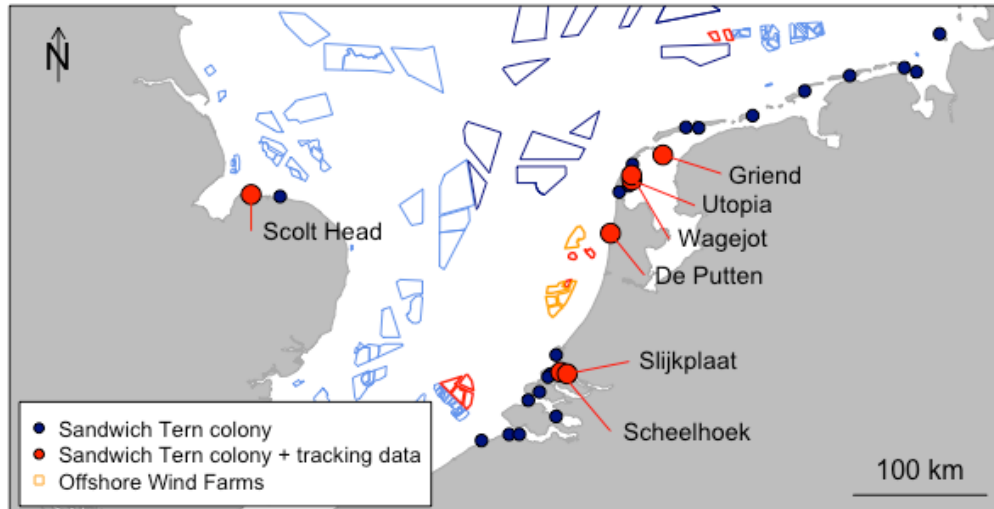 N
Griend
Utopia
Scolt Head
Wagejot
De Putten
Slijkplaat
Scheelhoek
Sandwich Tern colony
Sandwich Tern colony + tracking data
Offshore Wind Farms
100 km